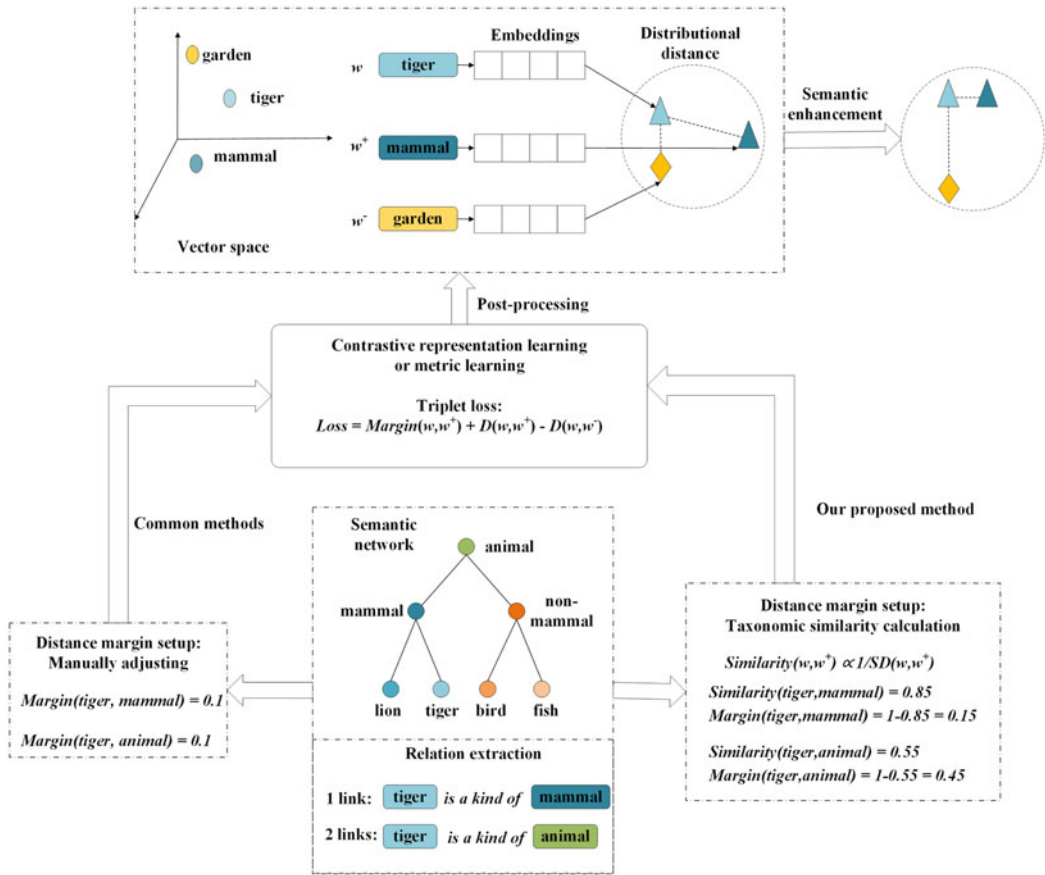 garden
tiger
mammal
Vector space
Embeddings
w tiger
w+ mammal
w- garden
Distributional
distance
Semantic
enhancement
Post-processing
Contrastive representation learning
or metric learning
Triplet loss:
Loss = Margin(w,w+) + D(w,w+) - D(w,w-)
Common methods
Our proposed method
Semantic
network
animal
mammal
non-
mammal
lion tiger bird fish
Relation extraction
1 link: tiger is a kind of mammal
2 links: tiger is a kind of animal
Distance margin setup:
Manually adjusting
Margin(tiger, mammal) = 0.1
Margin(tiger, animal) = 0.1
Distance margin setup:
Taxonomic similarity calculation
Similarity(w,w+) ∝1/SD(w,w+)
Similarity(tiger,mammal) = 0.85
Margin(tiger,mammal) = 1-0.85 = 0.15
Similarity(tiger,animal) = 0.55
Margin(tiger,animal) = 1-0.55 = 0.45